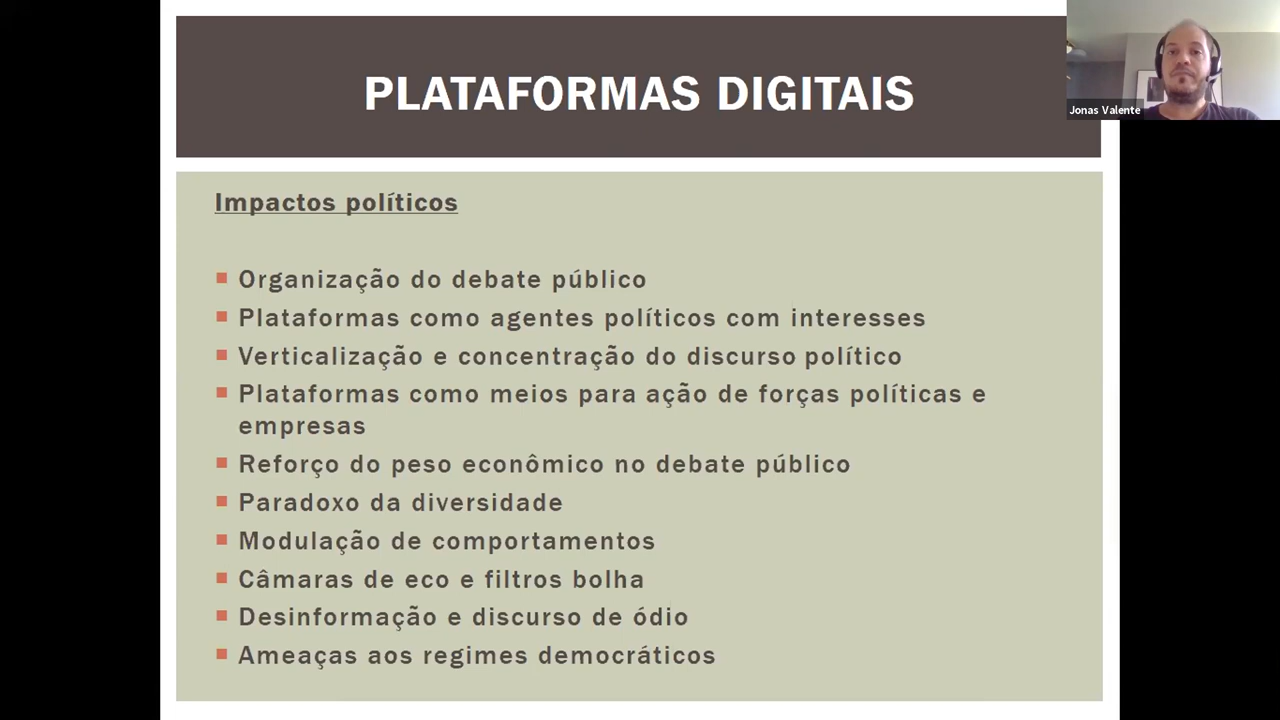 PLATAFORMAS DIGITAIS
Jonas Valente
Impactos políticos
Organização do debate público
Plataformas como agentes políticos com interesses
Verticalização e concentração do discurso político
Plataformas como meios para ação de forças políticas e
empresas
Reforço do peso econômico no debate público
Paradoxo da diversidade
Modulação de comportamentos
Câmaras de eco e filtros bolha
Desinformação e discurso de ódio
Ameaças aos regimes democráticos